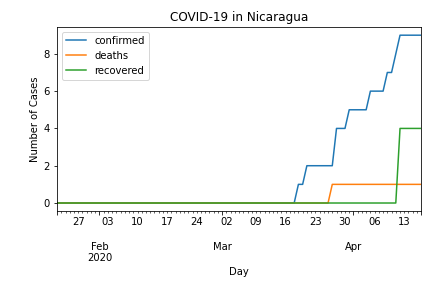 COVID-19 in Nicaragua
confirmed
deaths
recovered
Number of Cases
8
6
4
2
0
27 03 10 17 24 02 09 16 23 30 06 13
Feb Mar Apr
2020
Day